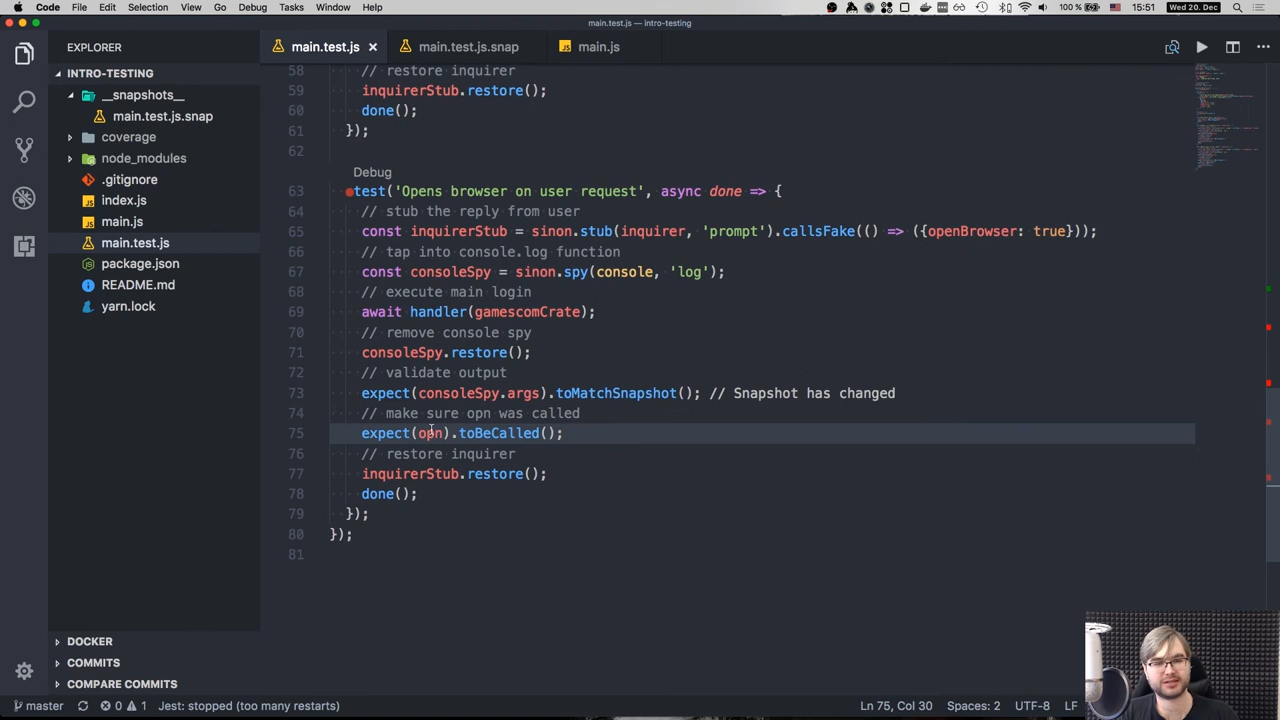 Code File Edit Selection View Go Debug Tasks Window Help 100 % 15:51 Wed 20. Dec
main.test.js — intro-testing
EXPLORER
main.test.js
main.test.js.snap
JS main.js
INTRO-TESTING
__snapshots__
main.test.js.snap
coverage
node_modules
.gitignore
JS index.js
JS main.js
main.test.js
package.json
README.md
yarn.lock
DOCKER
COMMITS
COMPARE COMMITS
58 // restore inquirer
59 inquirerStub.restore();
60 done();
61 });
62
Debug
63 test('Opens browser on user request', async done => {
64 // stub the reply from user
65 const inquirerStub = sinon.stub(inquirer, 'prompt').callsFake(() => ({openBrowser: true}));
66 // tap into console.log function
67 const consoleSpy = sinon.spy(console, 'log');
68 // execute main login
69 await handler(gamescomCrate);
70 // remove console spy
71 consoleSpy.restore();
72 // validate output
73 expect(consoleSpy.args).toMatchSnapshot(); // Snapshot has changed
74 // make sure opn was called
75 expect(opn).toBeCalled();
76 // restore inquirer
77 inquirerStub.restore();
78 done();
79 });
80 });
81
master 0 1 Jest: stopped (too many restarts) Ln 75, Col 30 Spaces: 2 UTF-8 LF